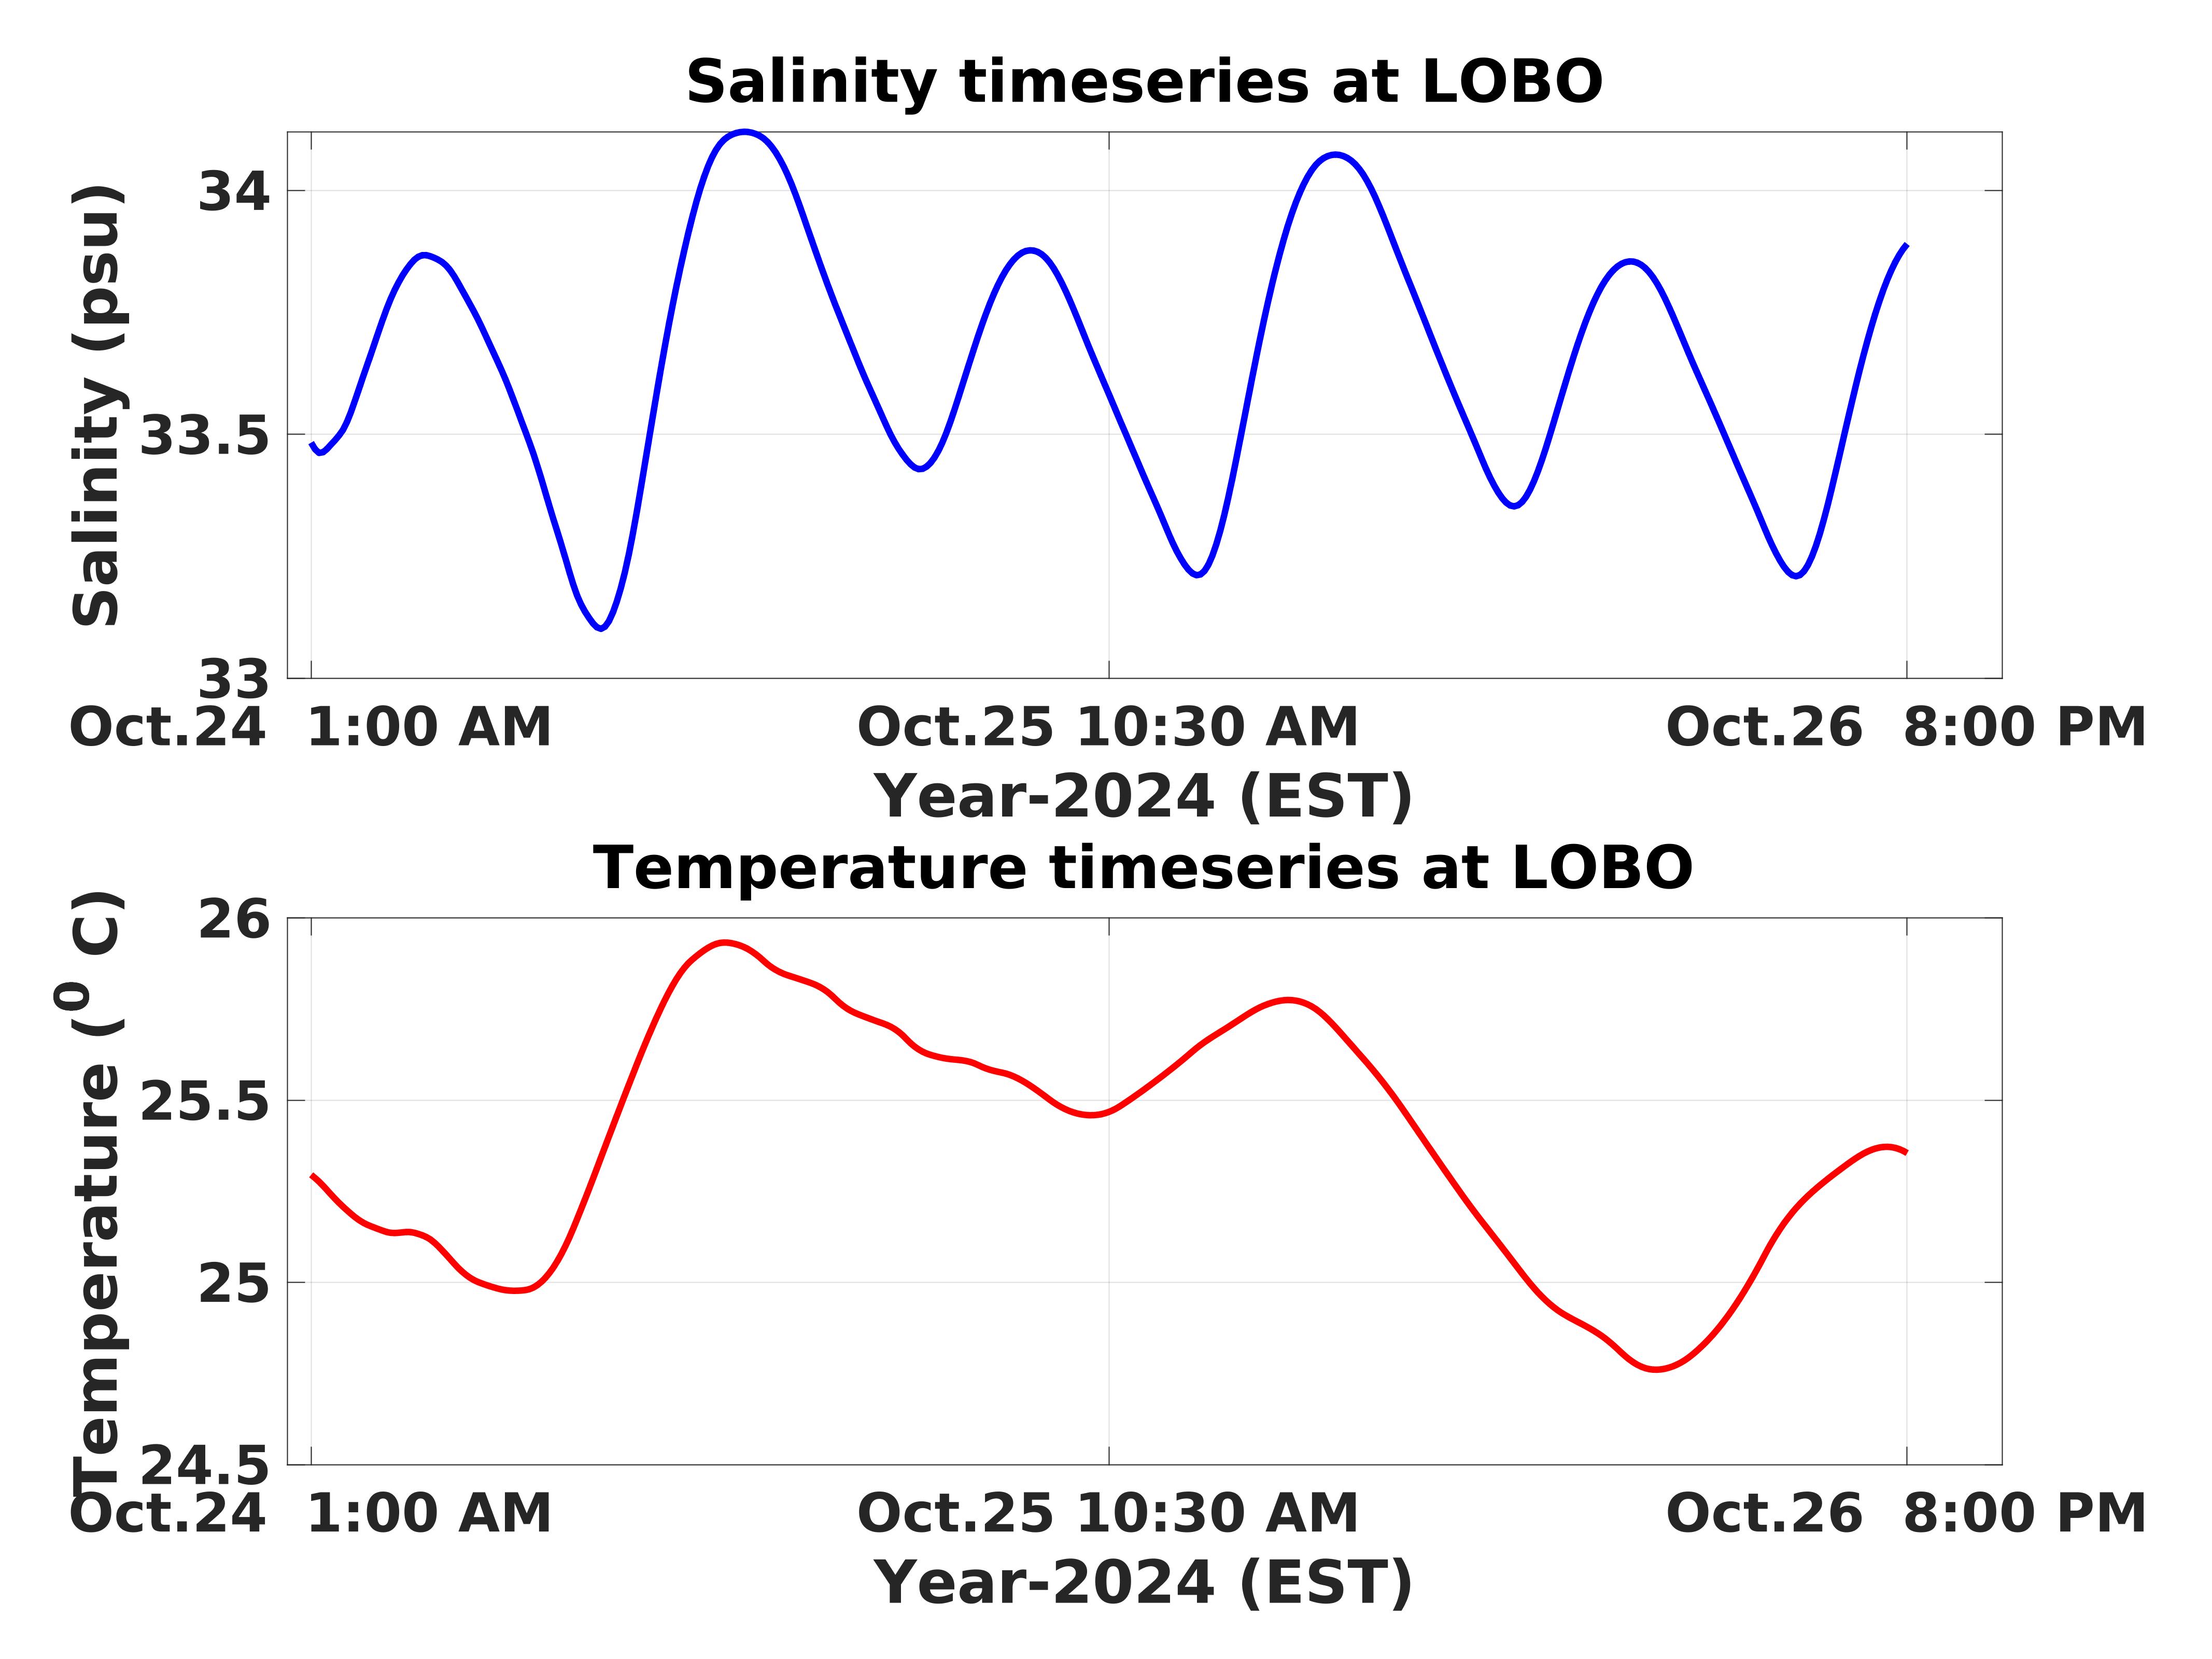 Salinity timeseries at LOBO
Salinity (psu)
34
33.5
33
Oct.24 1:00 AM
Oct.25 10:30 AM
Oct.26 8:00 PM
Year-2024 (EST)
Temperature timeseries at LOBO
Temperature (⁰ C)
26
25.5
25
24.5
Oct.24 1:00 AM
Oct.25 10:30 AM
Oct.26 8:00 PM
Year-2024 (EST)